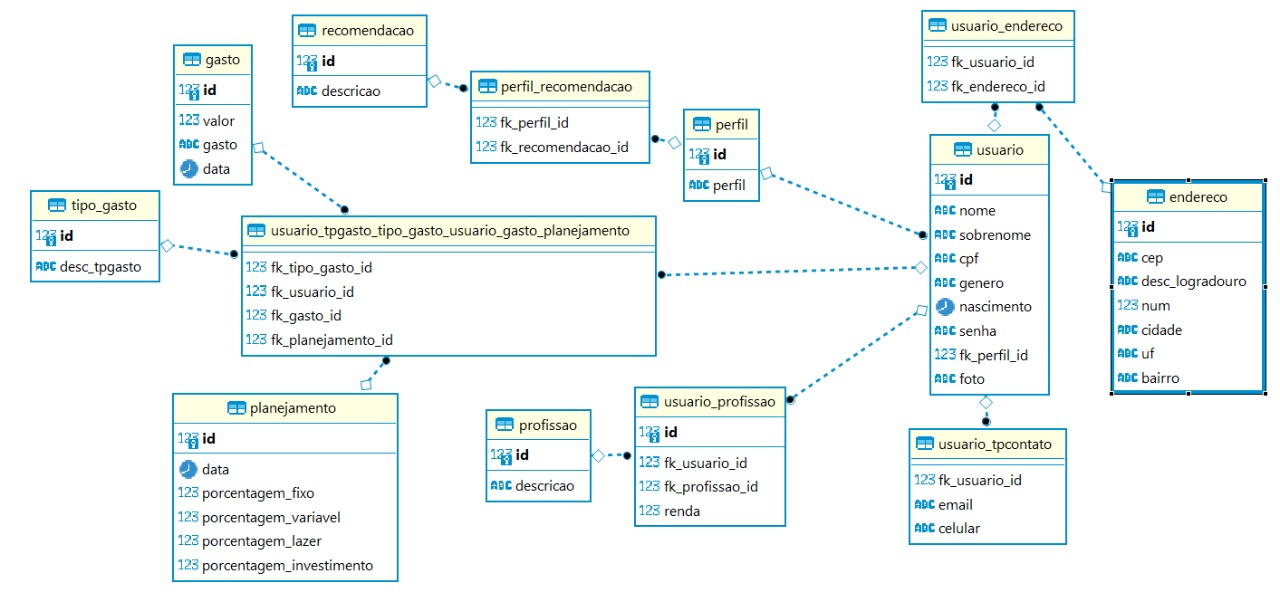 recomendacao
123 id
ABC descricao
gasto
123 id
123 valor
ABC gasto
data
perfil_recomendacao
123 fk_perfil_id
123 fk_recomendacao_id
perfil
123 id
ABC perfil
usuario_endereco
123 fk_usuario_id
123 fk_endereco_id
usuario
123 id
ABC nome
ABC sobrenome
ABC cpf
ABC genero
nascimento
ABC senha
123 fk_perfil_id
ABC foto
endereco
123 id
ABC cep
ABC desc_logradouro
123 num
ABC cidade
ABC uf
ABC bairro
tipo_gasto
123 id
ABC desc_tpgasto
usuario_tpgasto_tipo_gasto_usuario_gasto_planejamento
123 fk_tipo_gasto_id
123 fk_usuario_id
123 fk_gasto_id
123 fk_planejamento_id
planejamento
123 id
data
123 porcentagem_fixo
123 porcentagem_variavel
123 porcentagem_lazer
123 porcentagem_investimento
profissao
123 id
ABC descricao
usuario_profissao
123 id
123 fk_usuario_id
123 fk_profissao_id
123 renda
usuario_tpcontato
123 fk_usuario_id
ABC email
ABC celular